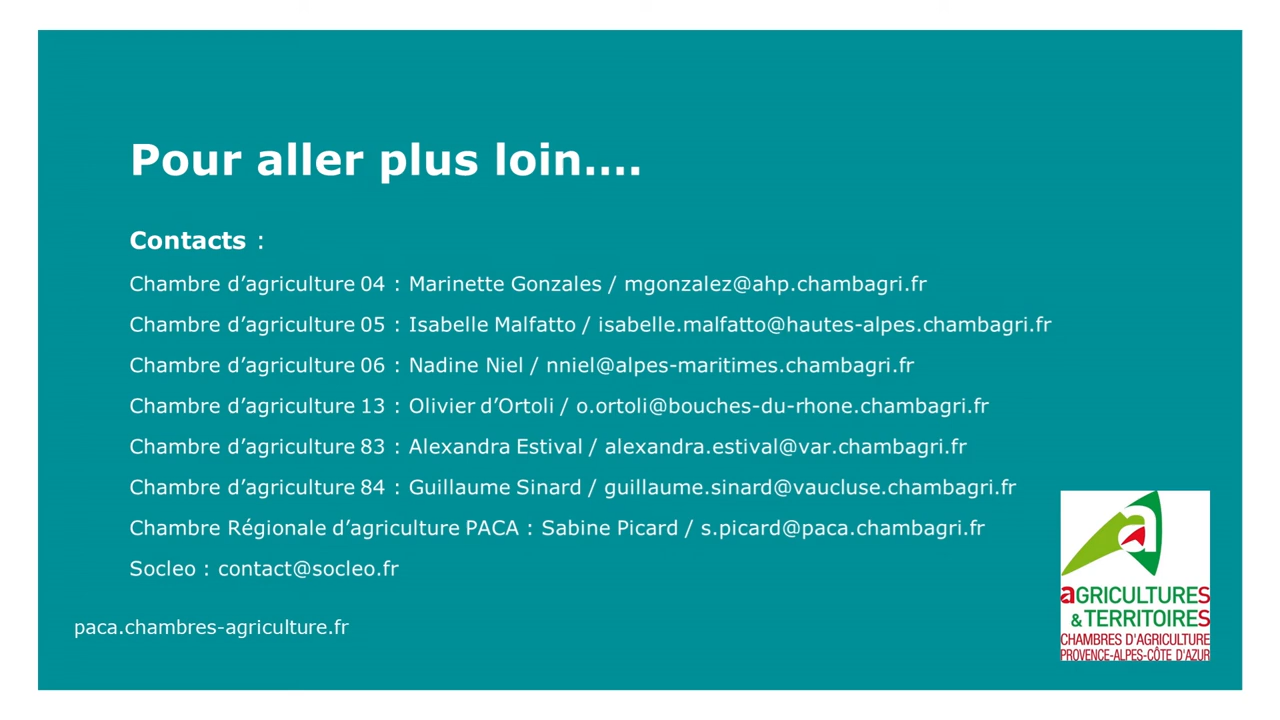 Pour aller plus loin....
Contacts :
Chambre d’agriculture 04 : Marinette Gonzales / mgonzalez@ahp.chambagri.fr
Chambre d’agriculture 05 : Isabelle Malfatto / isabelle.malfatto@hautes-alpes.chambagri.fr
Chambre d’agriculture 06 : Nadine Niel / nniel@alpes-maritimes.chambagri.fr
Chambre d’agriculture 13 : Olivier d’Ortoli / o.ortoli@bouches-du-rhone.chambagri.fr
Chambre d’agriculture 83 : Alexandra Estival / alexandra.estival@var.chambagri.fr
Chambre d’agriculture 84 : Guillaume Sinard / guillaume.sinard@vaucluse.chambagri.fr
Chambre Régionale d’agriculture PACA : Sabine Picard / s.picard@paca.chambagri.fr
Socleo : contact@socleo.fr
paca.chambres-agriculture.fr
a
aGRICULTURES
& TERRITOIRES
CHAMBRES D'AGRICULTURE
PROVENCE-ALPES-CÔTE D'AZUR